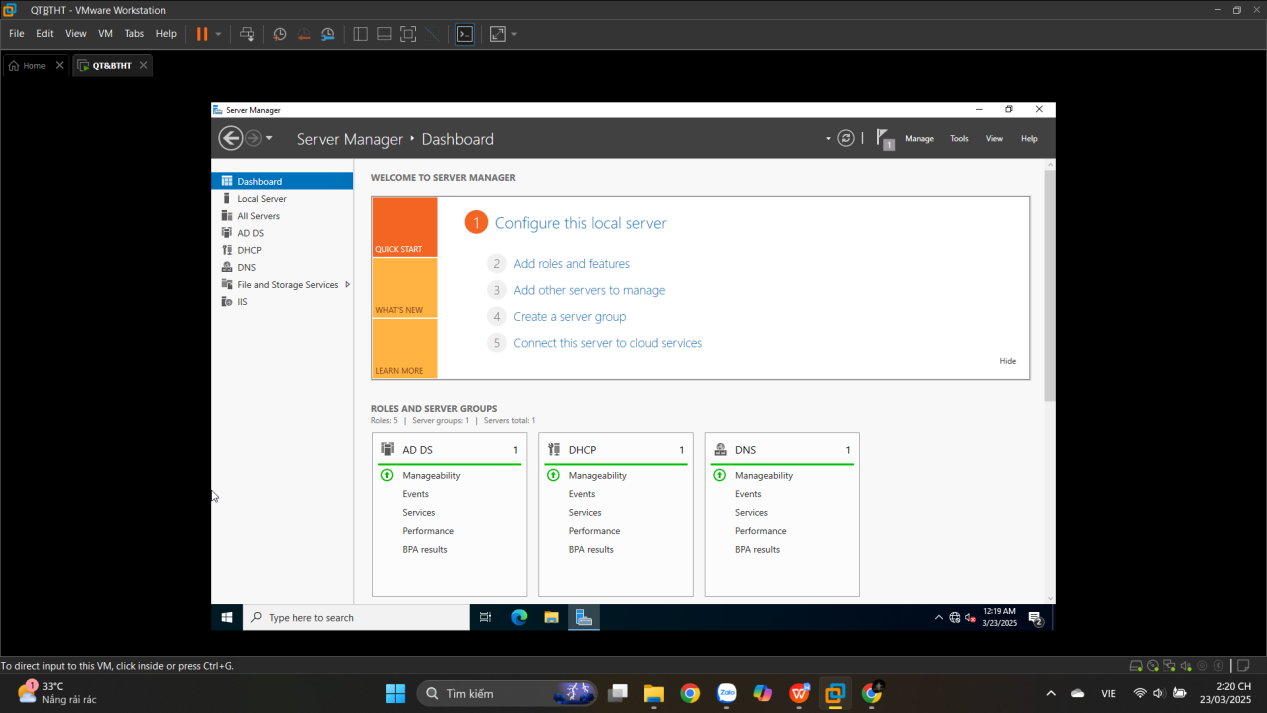 QTBTHT - VMware Workstation
File Edit View VM Tabs Help
Home QT&BTHT
Server Manager
Server Manager Dashboard
1 Manage Tools View Help
Dashboard
Local Server
All Servers
AD DS
DHCP
DNS
File and Storage Services
IIS
WELCOME TO SERVER MANAGER
QUICK START
WHAT'S NEW
LEARN MORE
1 Configure this local server
2 Add roles and features
3 Add other servers to manage
4 Create a server group
5 Connect this server to cloud services
Hide
ROLES AND SERVER GROUPS
Roles: 5 | Server groups: 1 | Servers total: 1
AD DS 1
Manageability
Events
Services
Performance
BPA results
DHCP 1
Manageability
Events
Services
Performance
BPA results
DNS 1
Manageability
Events
Services
Performance
BPA results
Type here to search
12:19 AM
3/23/2025
2
To direct input to this VM, click inside or press Ctrl+G.
1
33°C
Nắng rải rác
Tìm kiếm
Zalo
VIE
2:20 CH
23/03/2025